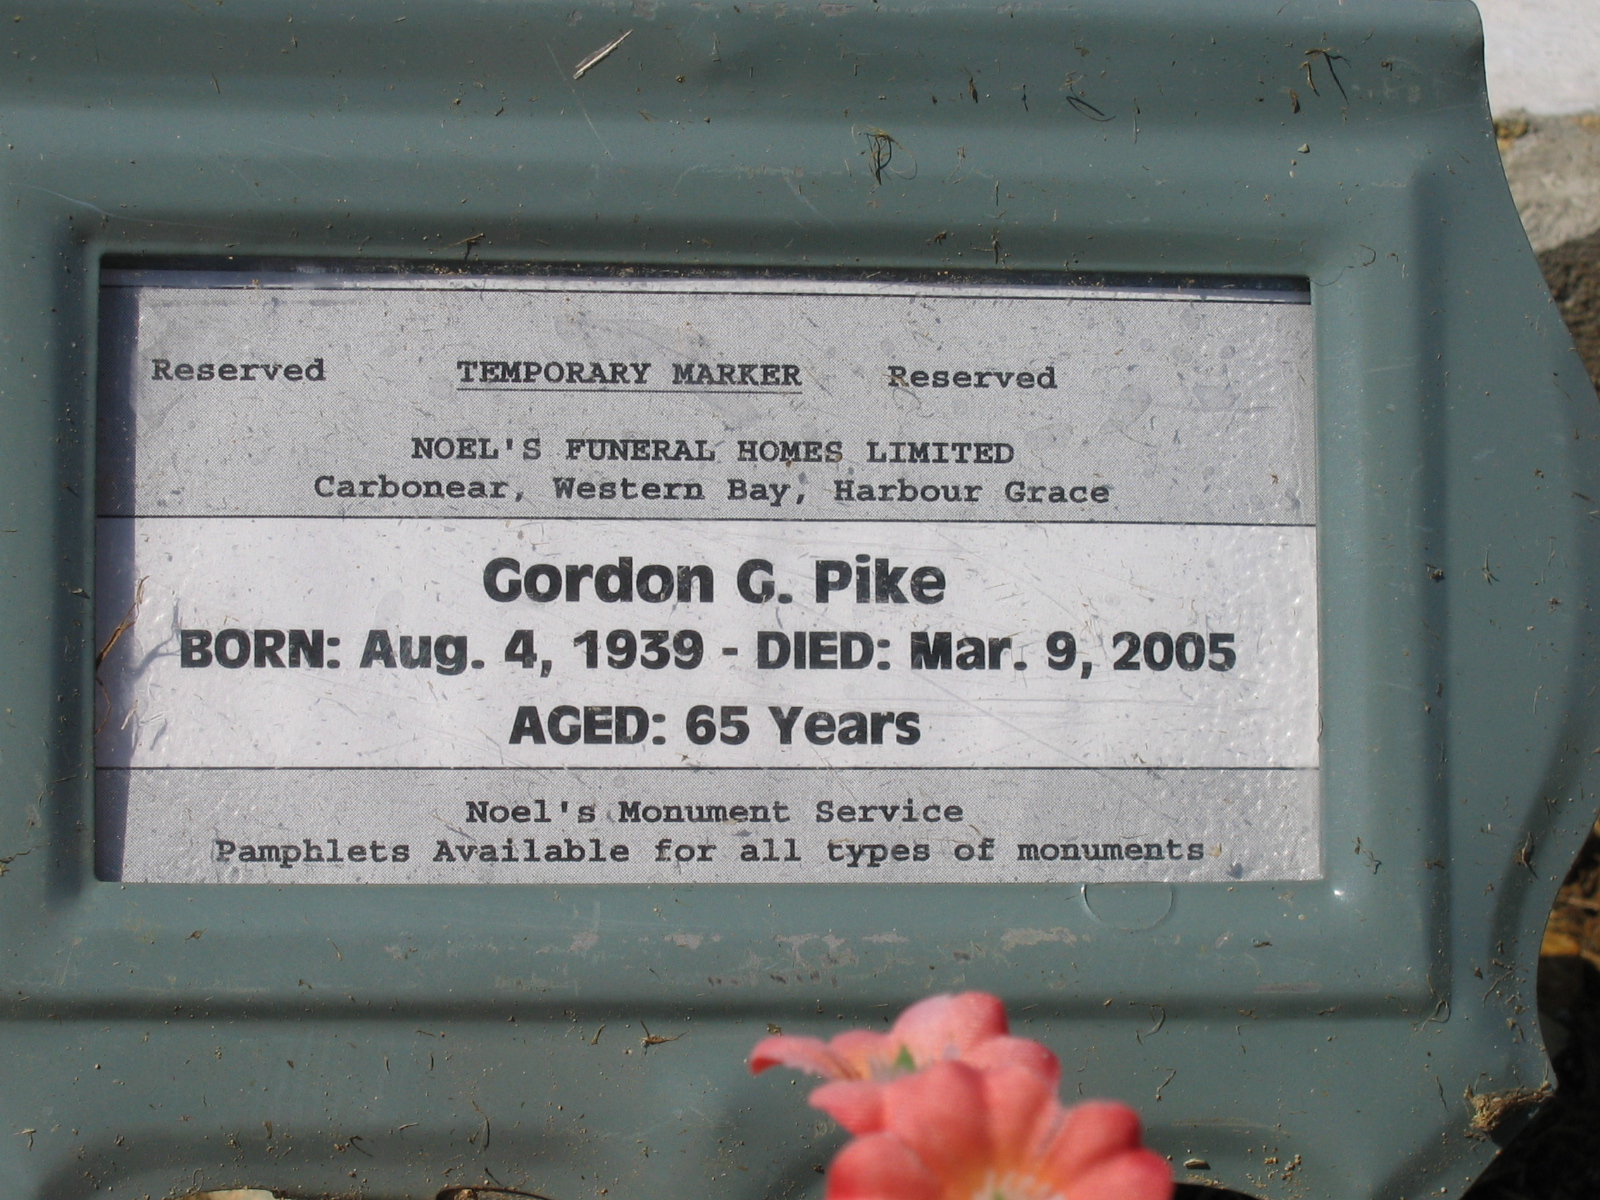 Reserved TEMPORARY MARKER Reserved
NOEL'S FUNERAL HOMES LIMITED
Carbonear, Western Bay, Harbour Grace
Gordon G. Pike
BORN: Aug. 4, 1939 - DIED: Mar. 9, 2005
AGED: 65 Years
Noel's Monument Service
Pamphlets Available for all types of monuments